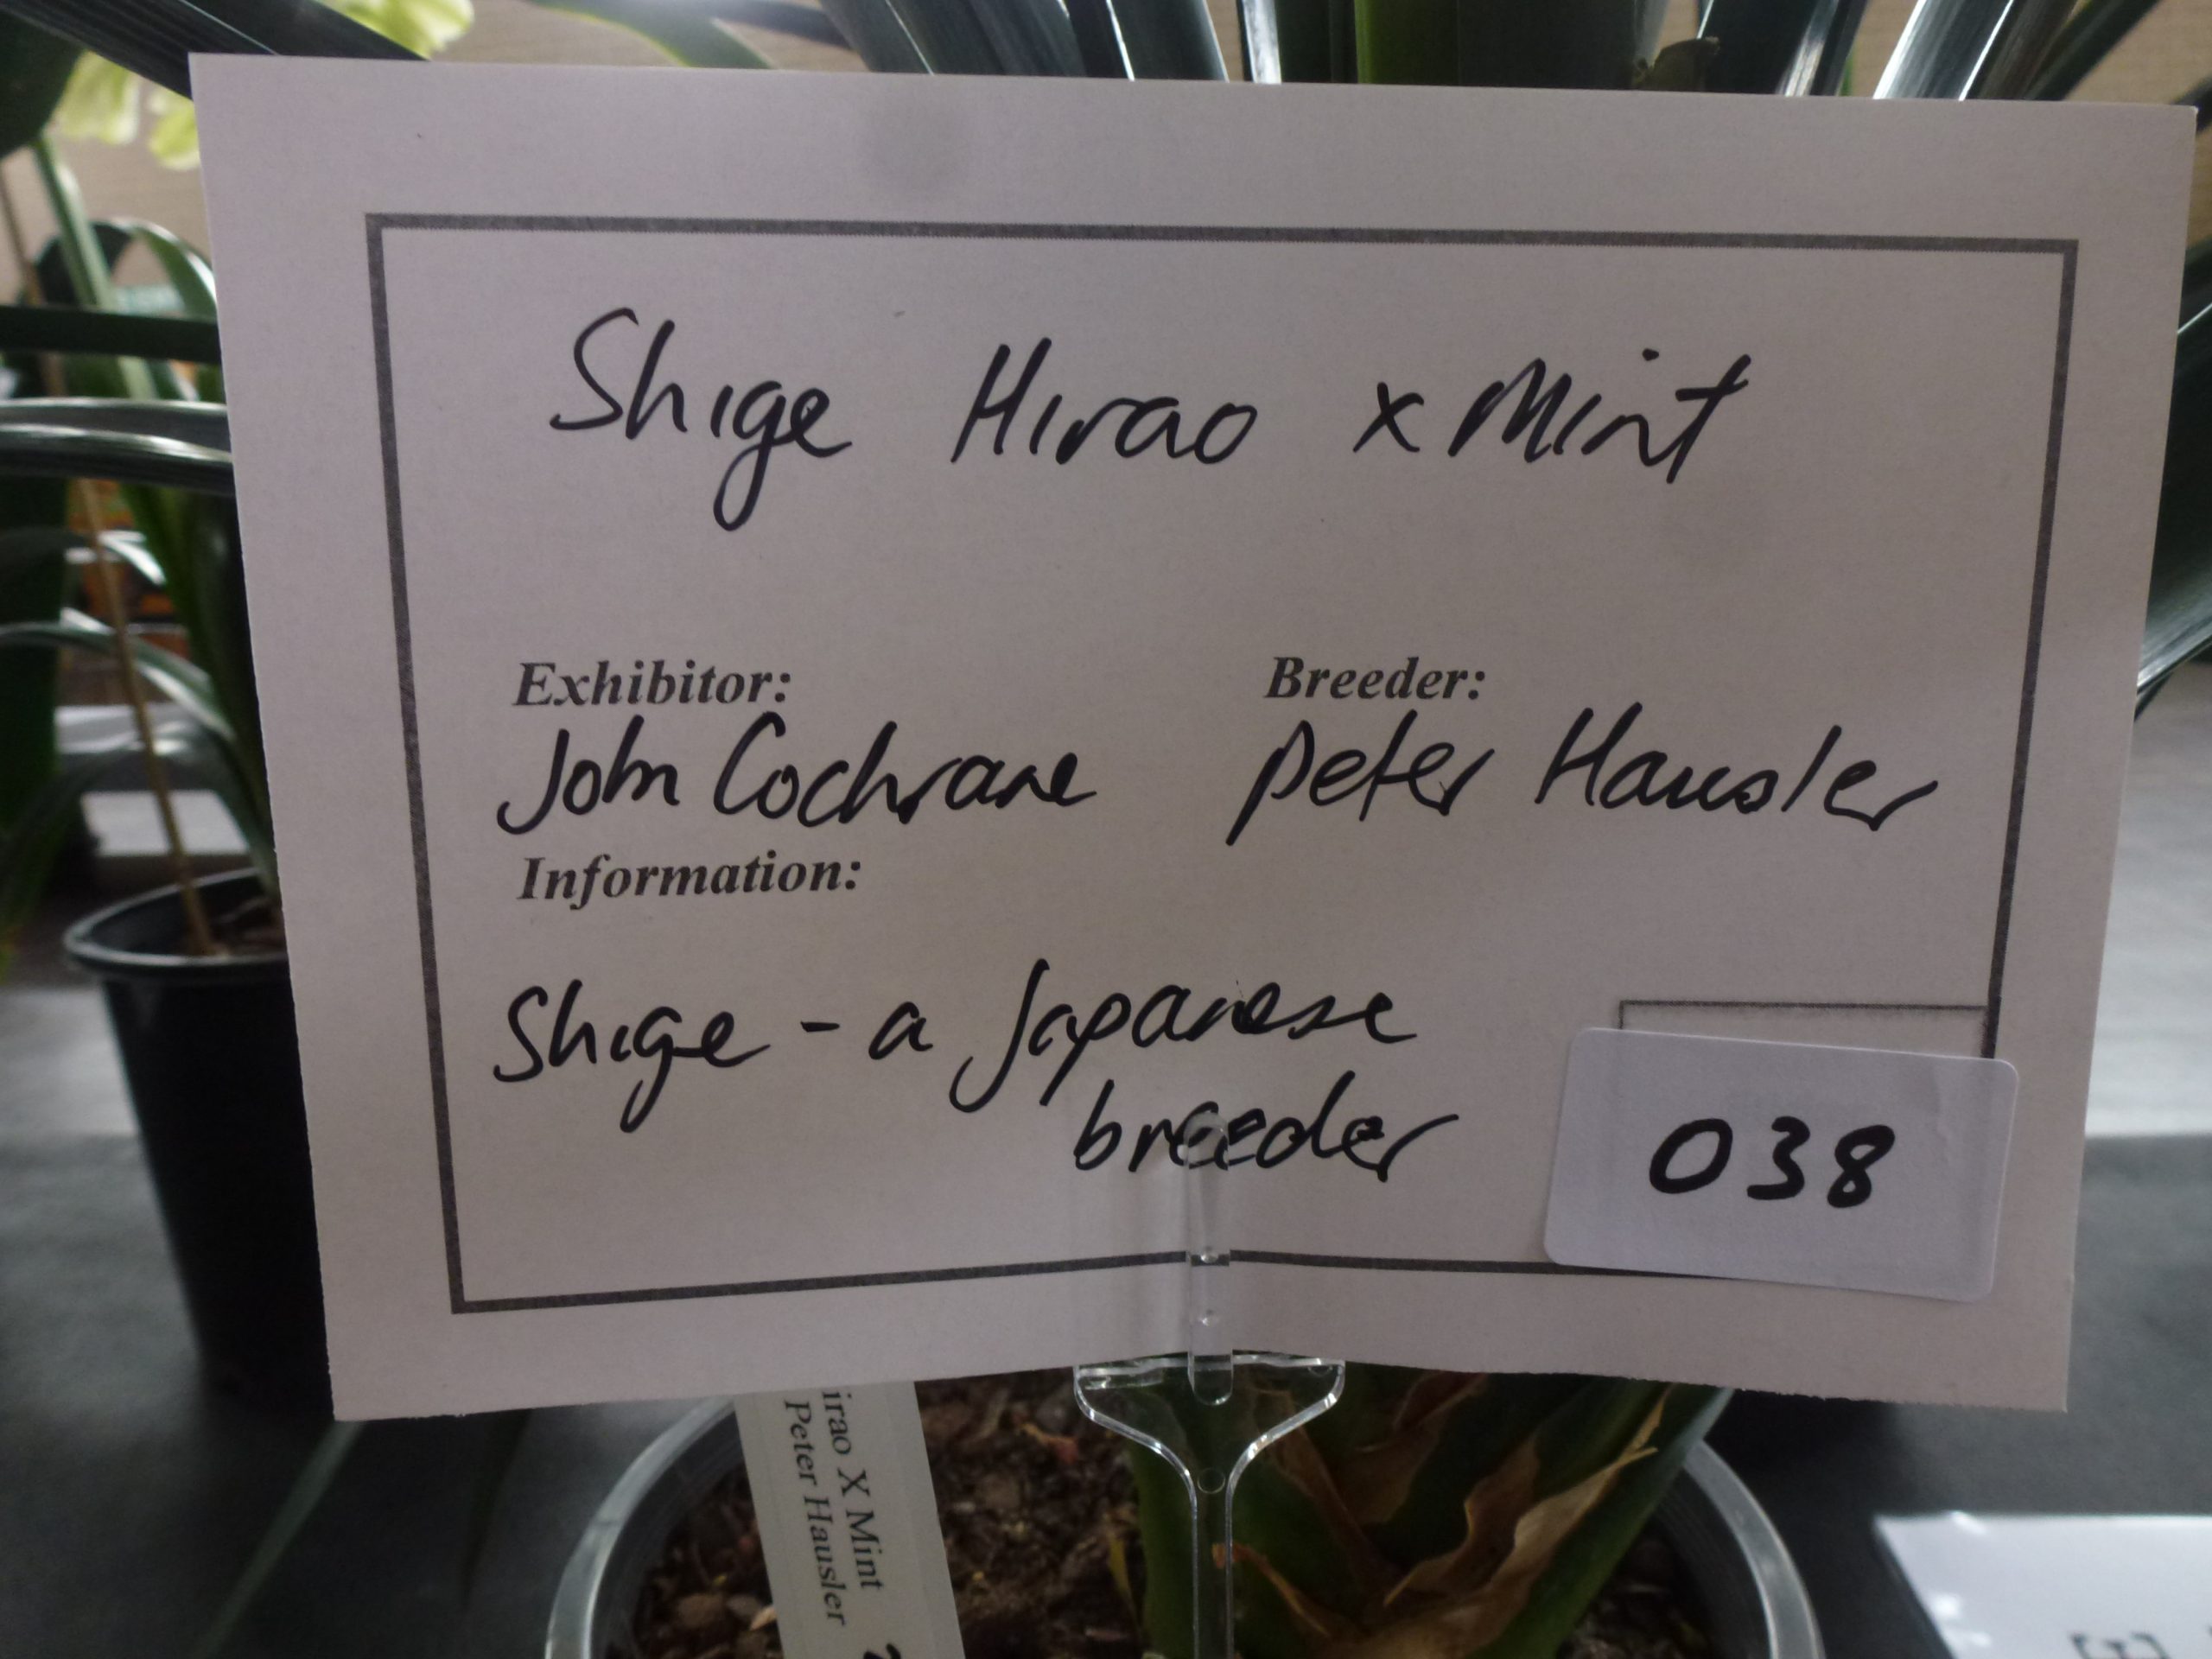 Shige Hirao x Mint
Exhibitor: Breeder:
John Cochrane Peter Hausler
Information:
Shige - a Japanese
breeder
038
irao X Mint
Peter Hausler